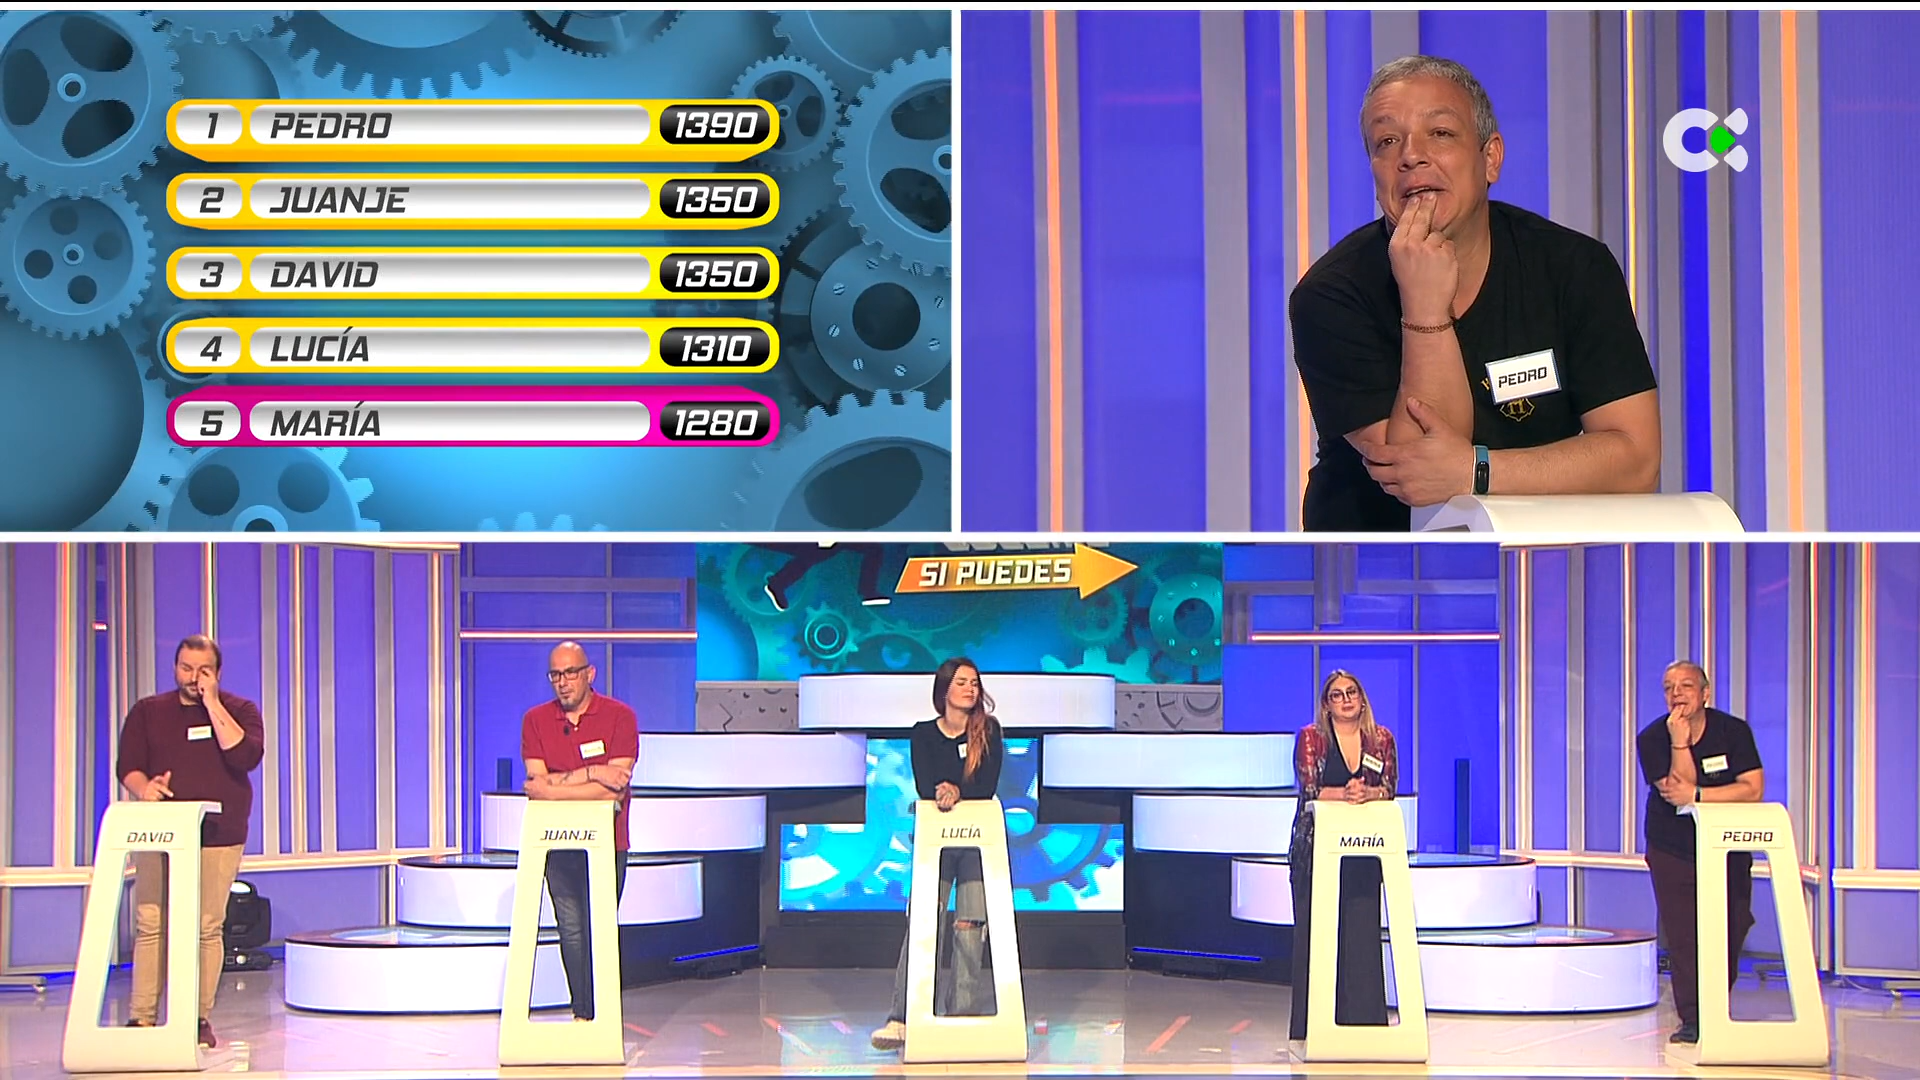 1 PEDRO 1390
2 JUANJE 1350
3 DAVID 1350
4 LUCÍA 1310
5 MARÍA 1280
PEDRO
SI PUEDES
DAVID
JUANJE
LUCÍA
MARÍA
PEDRO